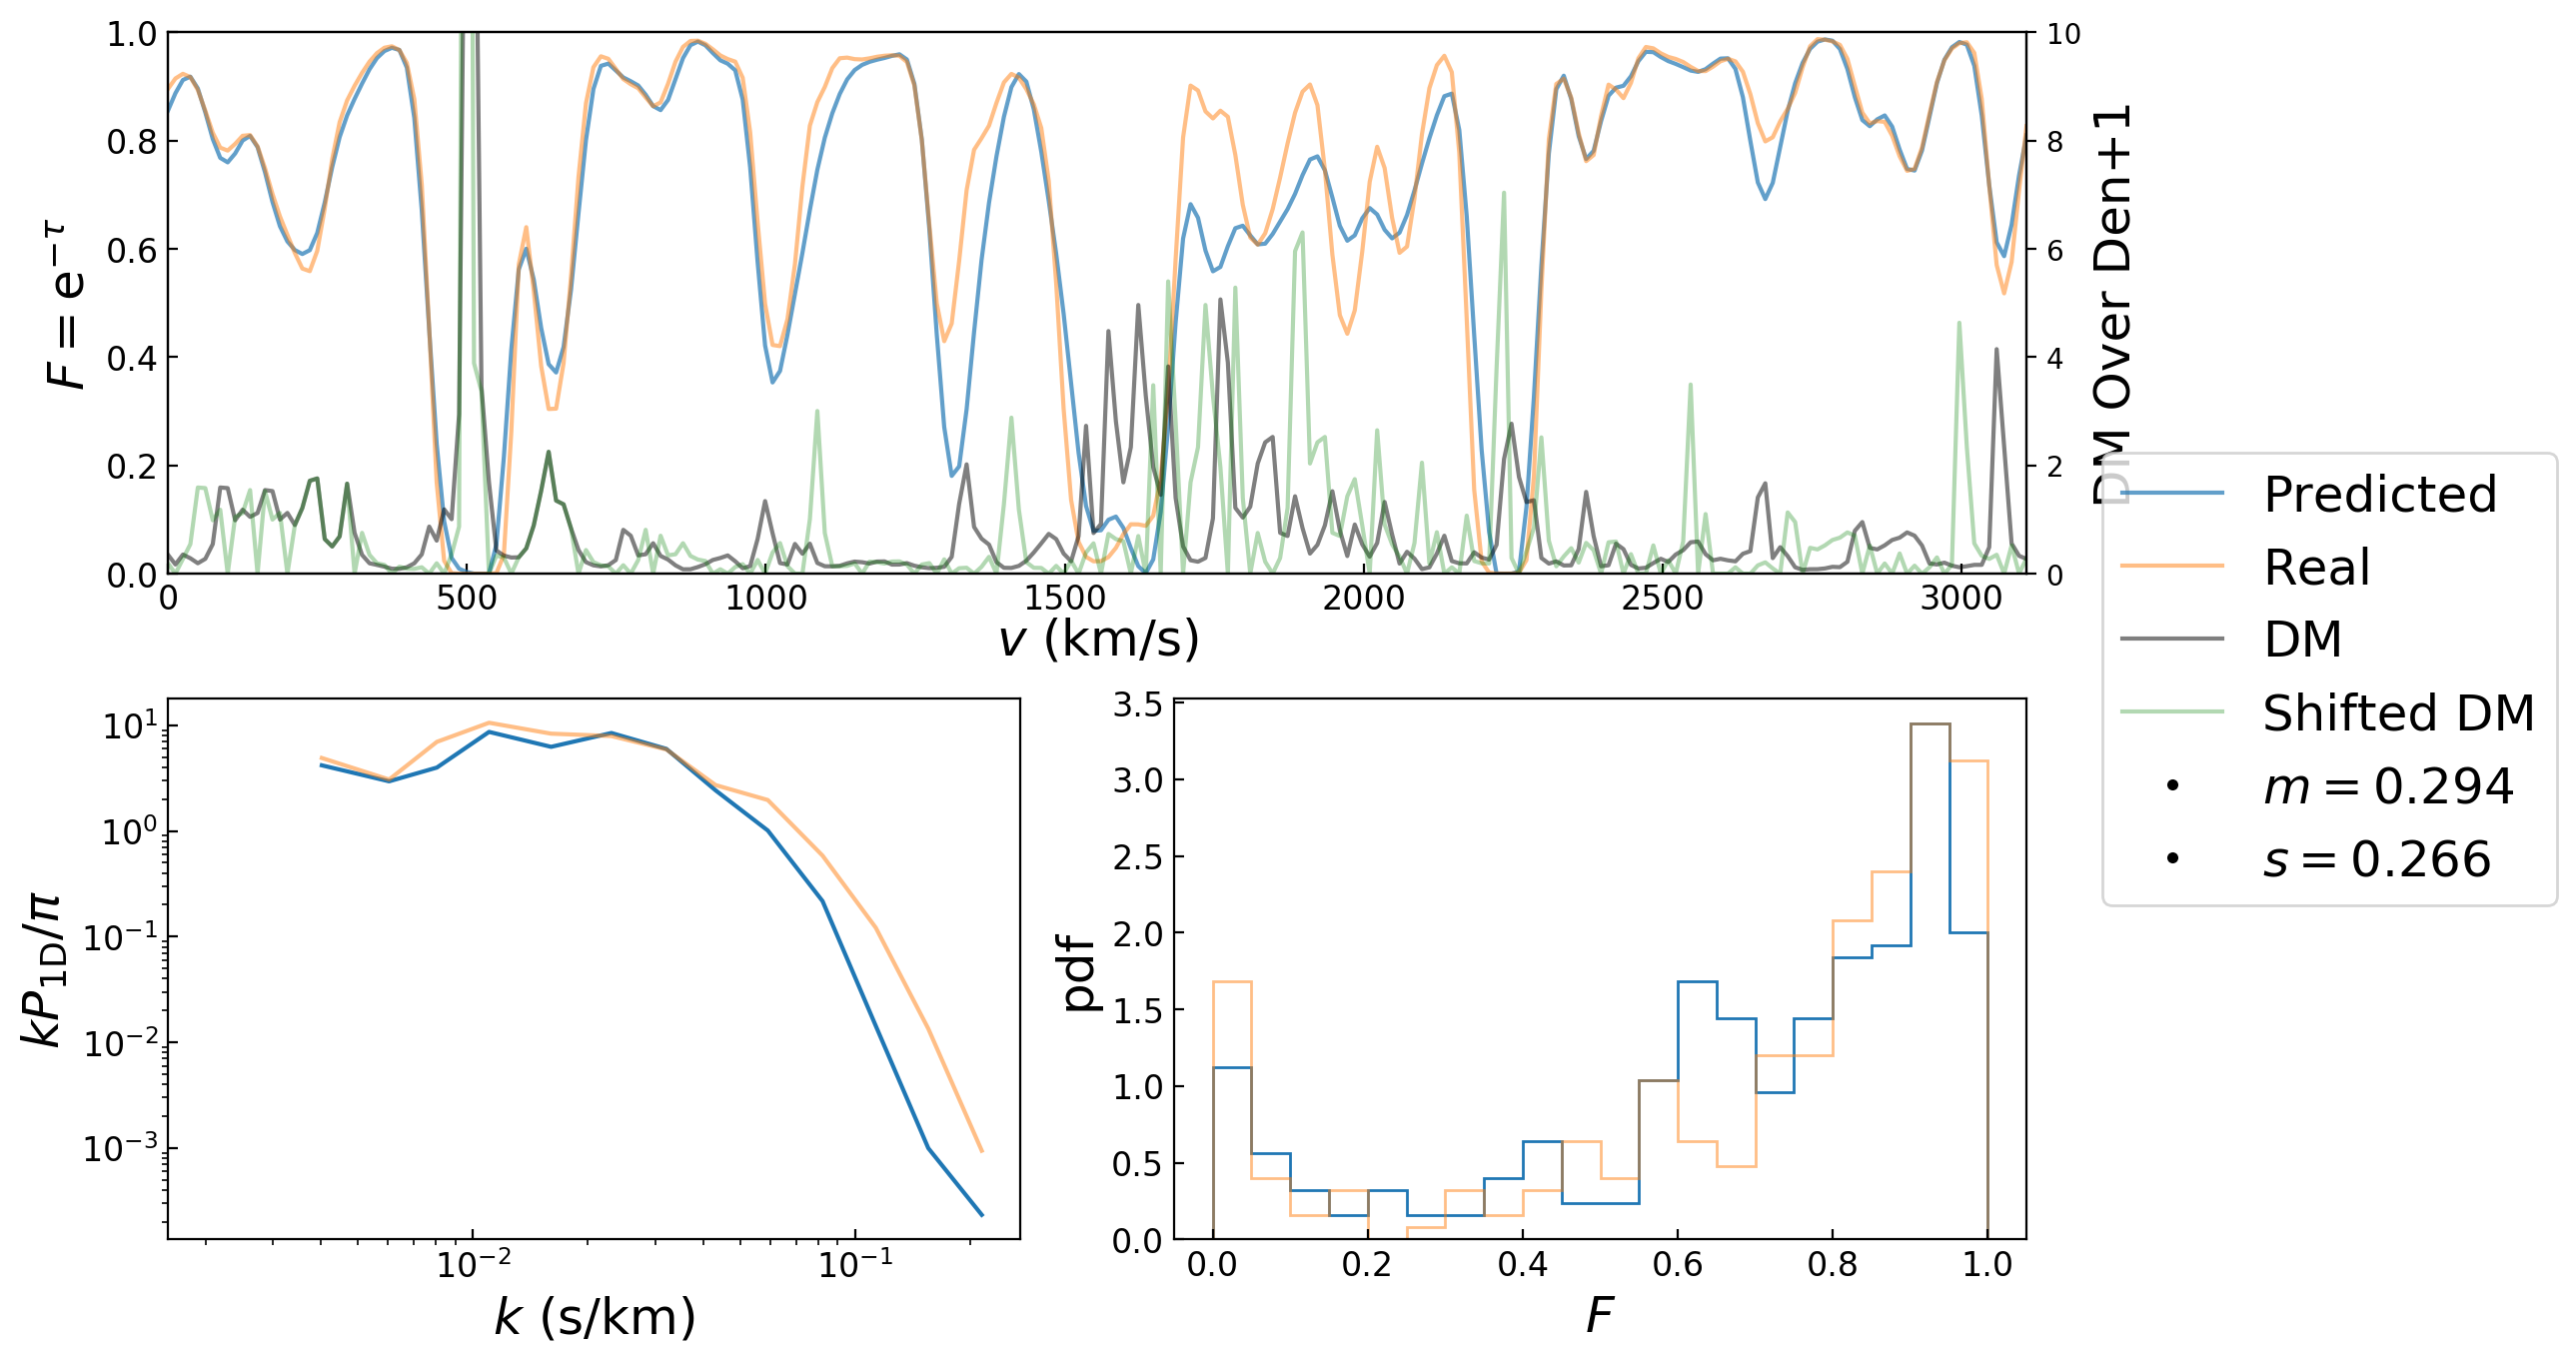 1.0
0.8
0.6
0.4
0.2
0.0
F = e^{−τ}
0 500 1000 1500 2000 2500 3000
v (km/s)
10
8
6
4
2
0
DM Over Den+1
Predicted
Real
DM
Shifted DM
m = 0.294
s = 0.266
10^1
10^0
10^{−1}
10^{−2}
10^{−3}
kP_{1D}/π
10^{−2} 10^{−1}
k (s/km)
3.5
3.0
2.5
2.0
1.5
1.0
0.5
0.0
pdf
0.0 0.2 0.4 0.6 0.8 1.0
F